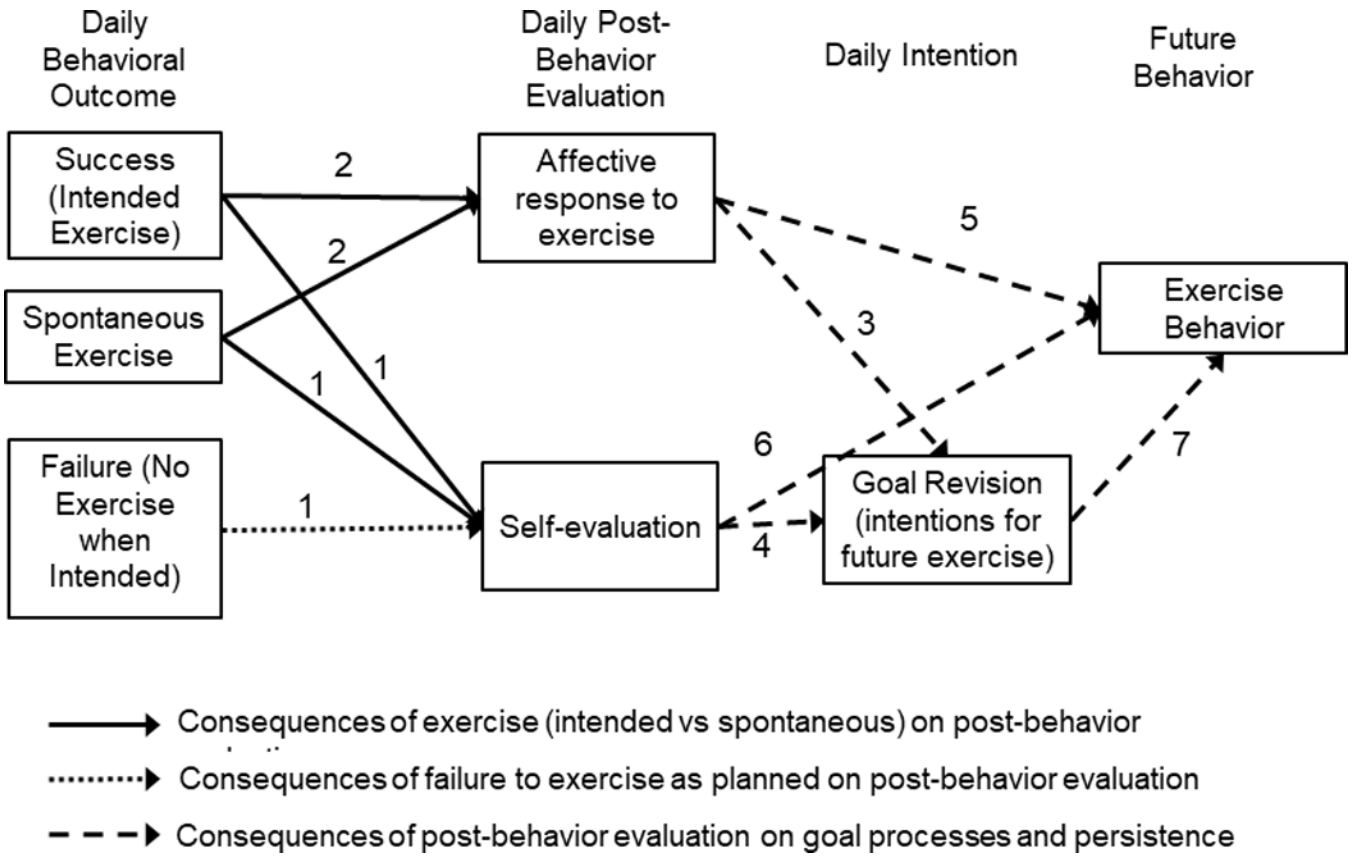 Daily
Behavioral
Outcome
Daily Post-
Behavior
Evaluation
Daily Intention
Future
Behavior
Success
(Intended
Exercise)
2
Affective
response to
exercise
5
2
Spontaneous
Exercise
3
Exercise
Behavior
1
1
Failure (No
Exercise
when
Intended)
1
Self-evaluation
6
4
Goal Revision
(intentions for
future exercise)
7
Consequences of exercise (intended vs spontaneous) on post-behavior
Consequences of failure to exercise as planned on post-behavior evaluation
Consequences of post-behavior evaluation on goal processes and persistence